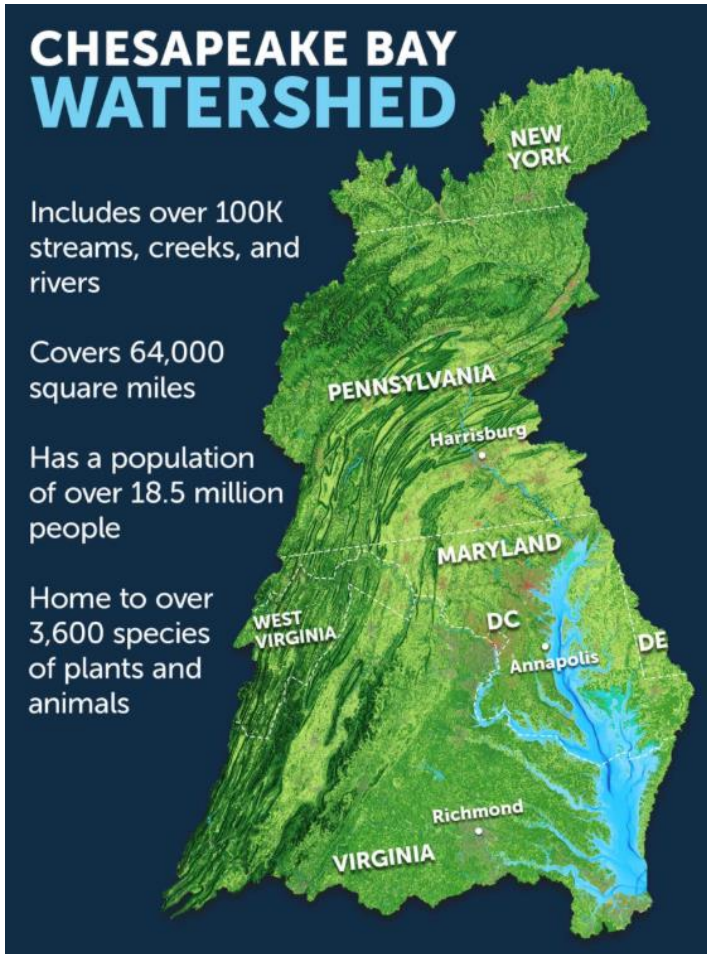 CHESAPEAKE BAY
WATERSHED
Includes over 100K
streams, creeks, and
rivers
Covers 64,000
square miles
Has a population
of over 18.5 million
people
Home to over
3,600 species
of plants and
animals
NEW
YORK
PENNSYLVANIA
Harrisburg
MARYLAND
WEST
VIRGINIA
DC
Annapolis
DE
Richmond
VIRGINIA